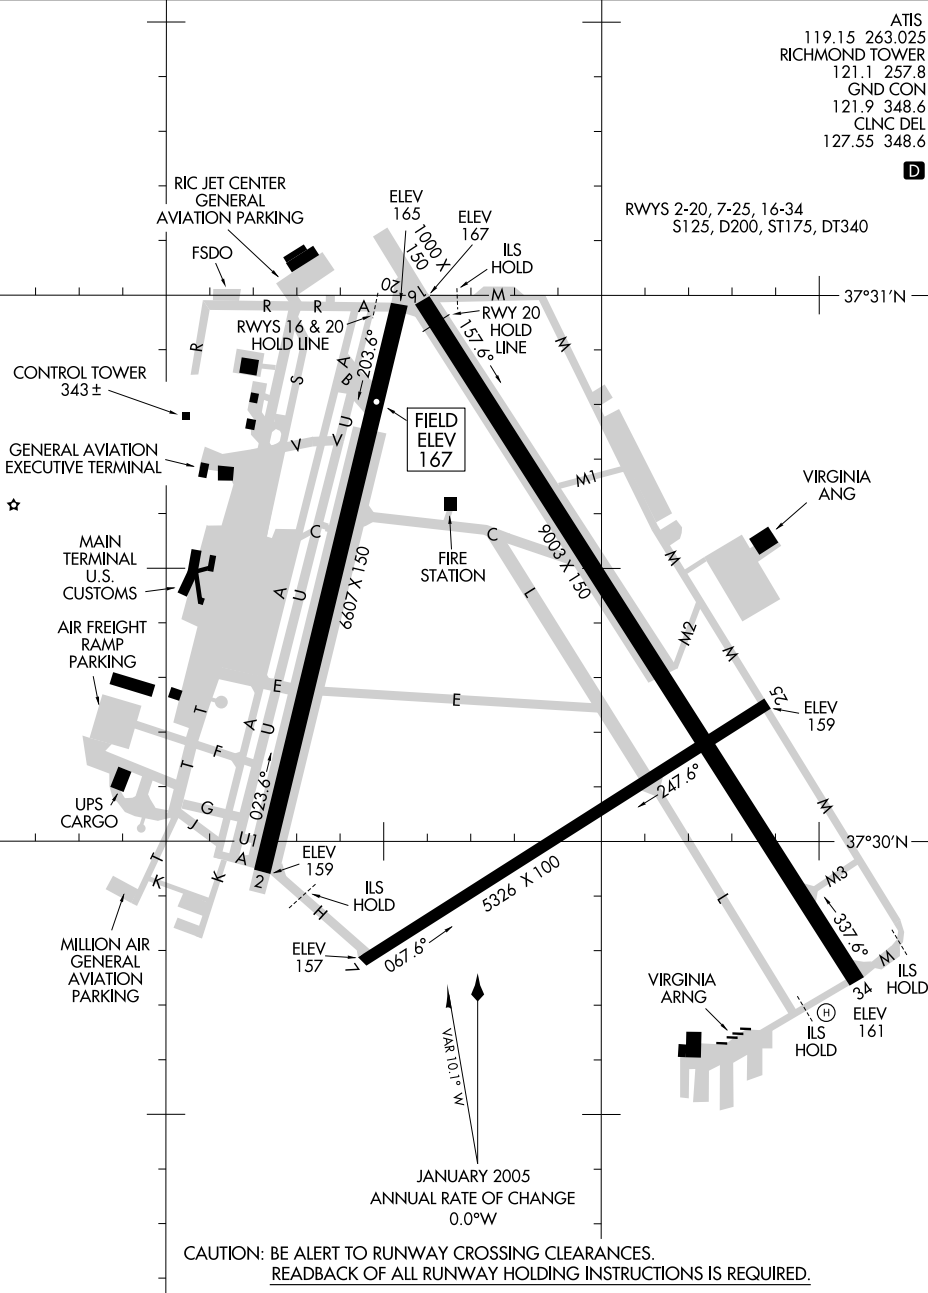 ATIS
119.15 263.025
RICHMOND TOWER
121.1 257.8
GND CON
121.9 348.6
CLNC DEL
127.55 348.6
D
RWYS 2-20, 7-25, 16-34
S125, D200, ST175, DT340
RIC JET CENTER
GENERAL
AVIATION PARKING
FSDO
ELEV
165
1000 X
150
ELEV
167
ILS
HOLD
20
16
M
37°31'N
R
R
A
RWYS 16 & 20
HOLD LINE
RWY 20
HOLD
LINE
157.6°
203.6°
R
S
A
B
U
V
V
M
CONTROL TOWER
343±
FIELD
ELEV
167
GENERAL AVIATION
EXECUTIVE TERMINAL
M1
VIRGINIA
ANG
MAIN
TERMINAL
U.S.
CUSTOMS
C
C
FIRE
STATION
9003 X 150
6607 X 150
M
A
U
L
AIR FREIGHT
RAMP
PARKING
M2
M
E
E
25
ELEV
159
T
A
U
F
T
023.6°
247.6°
UPS
CARGO
G
J
M
U1
A
37°30'N
T
K
K
2
ELEV
159
ILS
HOLD
H
5326 X 100
M3
L
337.6°
MILLION AIR
GENERAL
AVIATION
PARKING
ELEV
157
7
067.6°
M
ILS
HOLD
34
ELEV
161
VIRGINIA
ARNG
H
ILS
HOLD
VAR 10.1° W
JANUARY 2005
ANNUAL RATE OF CHANGE
0.0°W
CAUTION: BE ALERT TO RUNWAY CROSSING CLEARANCES.
READBACK OF ALL RUNWAY HOLDING INSTRUCTIONS IS REQUIRED.